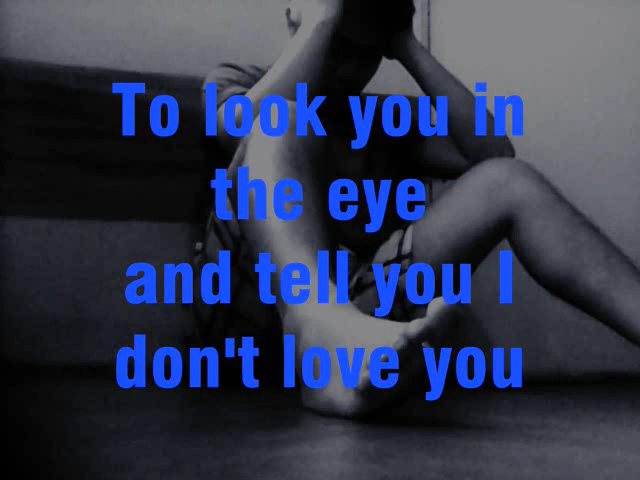 To look you in
the eye
and tell you I
don't love you